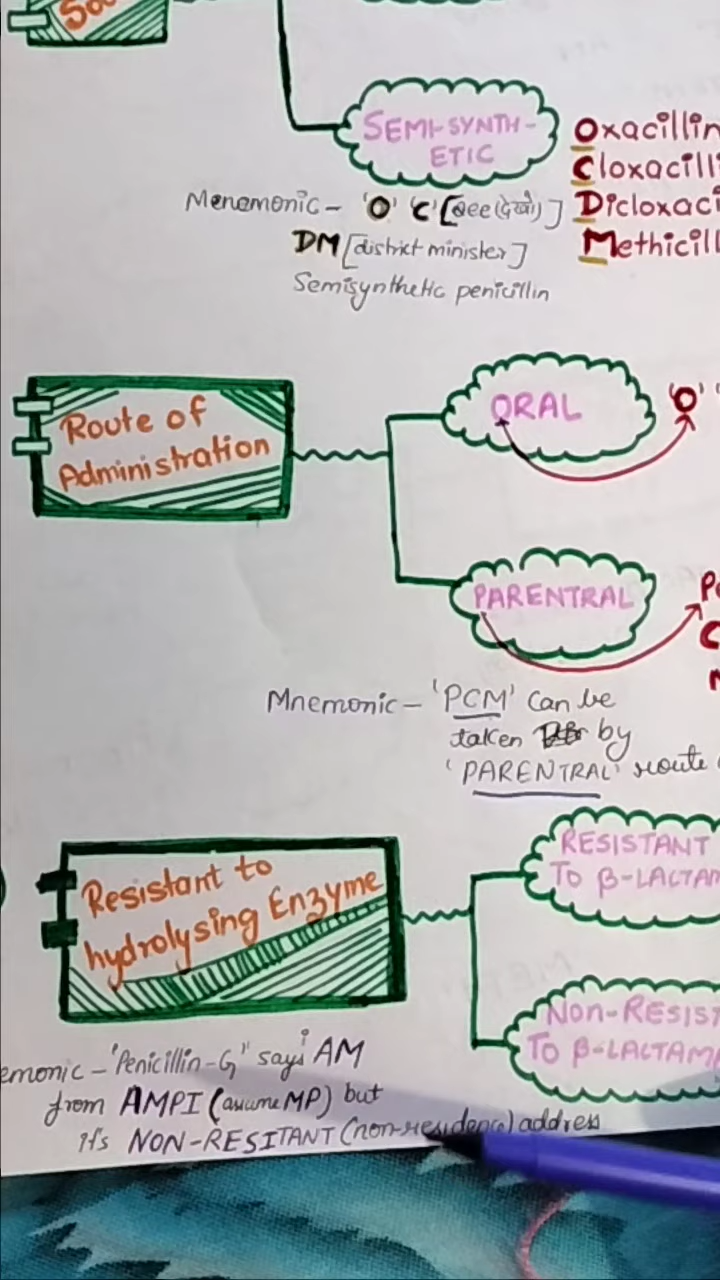 SEMI-SYNTH-
ETIC
Oxacillin
Cloxacilli
Dicloxaci
Methicill
Menemonic - 'O' 'C' [See (देखो)]
DM [district minister]
Semisynthetic penicillin
Route of
Administration
ORAL
'O'
PARENTRAL
Mnemonic - 'PCM' can be
taken by
'PARENTRAL' route
Resistant to
hydrolysing Enzyme
RESISTANT
TO β-LACTAM
Non-RESIST
TO β-LACTAM
emonic - 'Penicillin-G' says AM
from AMPI (assume MP) but
it's NON-RESITANT (non-residence) address